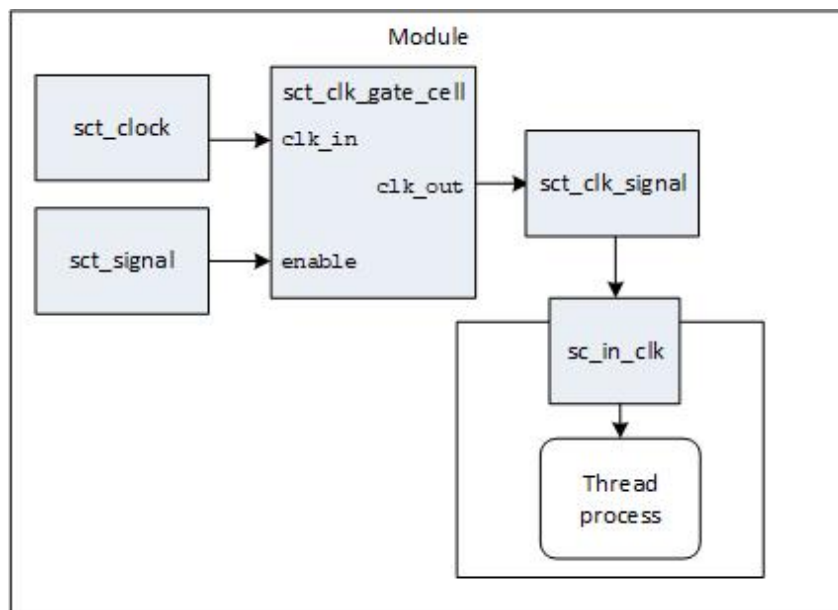 Module
sct_clock
sct_clk_gate_cell
clk_in
clk_out
enable
sct_signal
sct_clk_signal
sc_in_clk
Thread
process